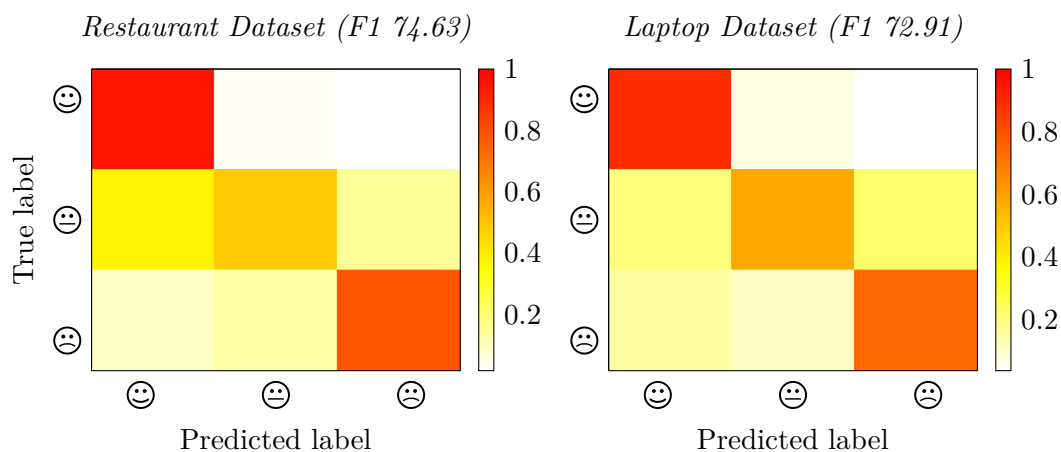 Restaurant Dataset (F1 74.63)
True label
1
0.8
0.6
0.4
0.2
Predicted label
Laptop Dataset (F1 72.91)
1
0.8
0.6
0.4
0.2
Predicted label